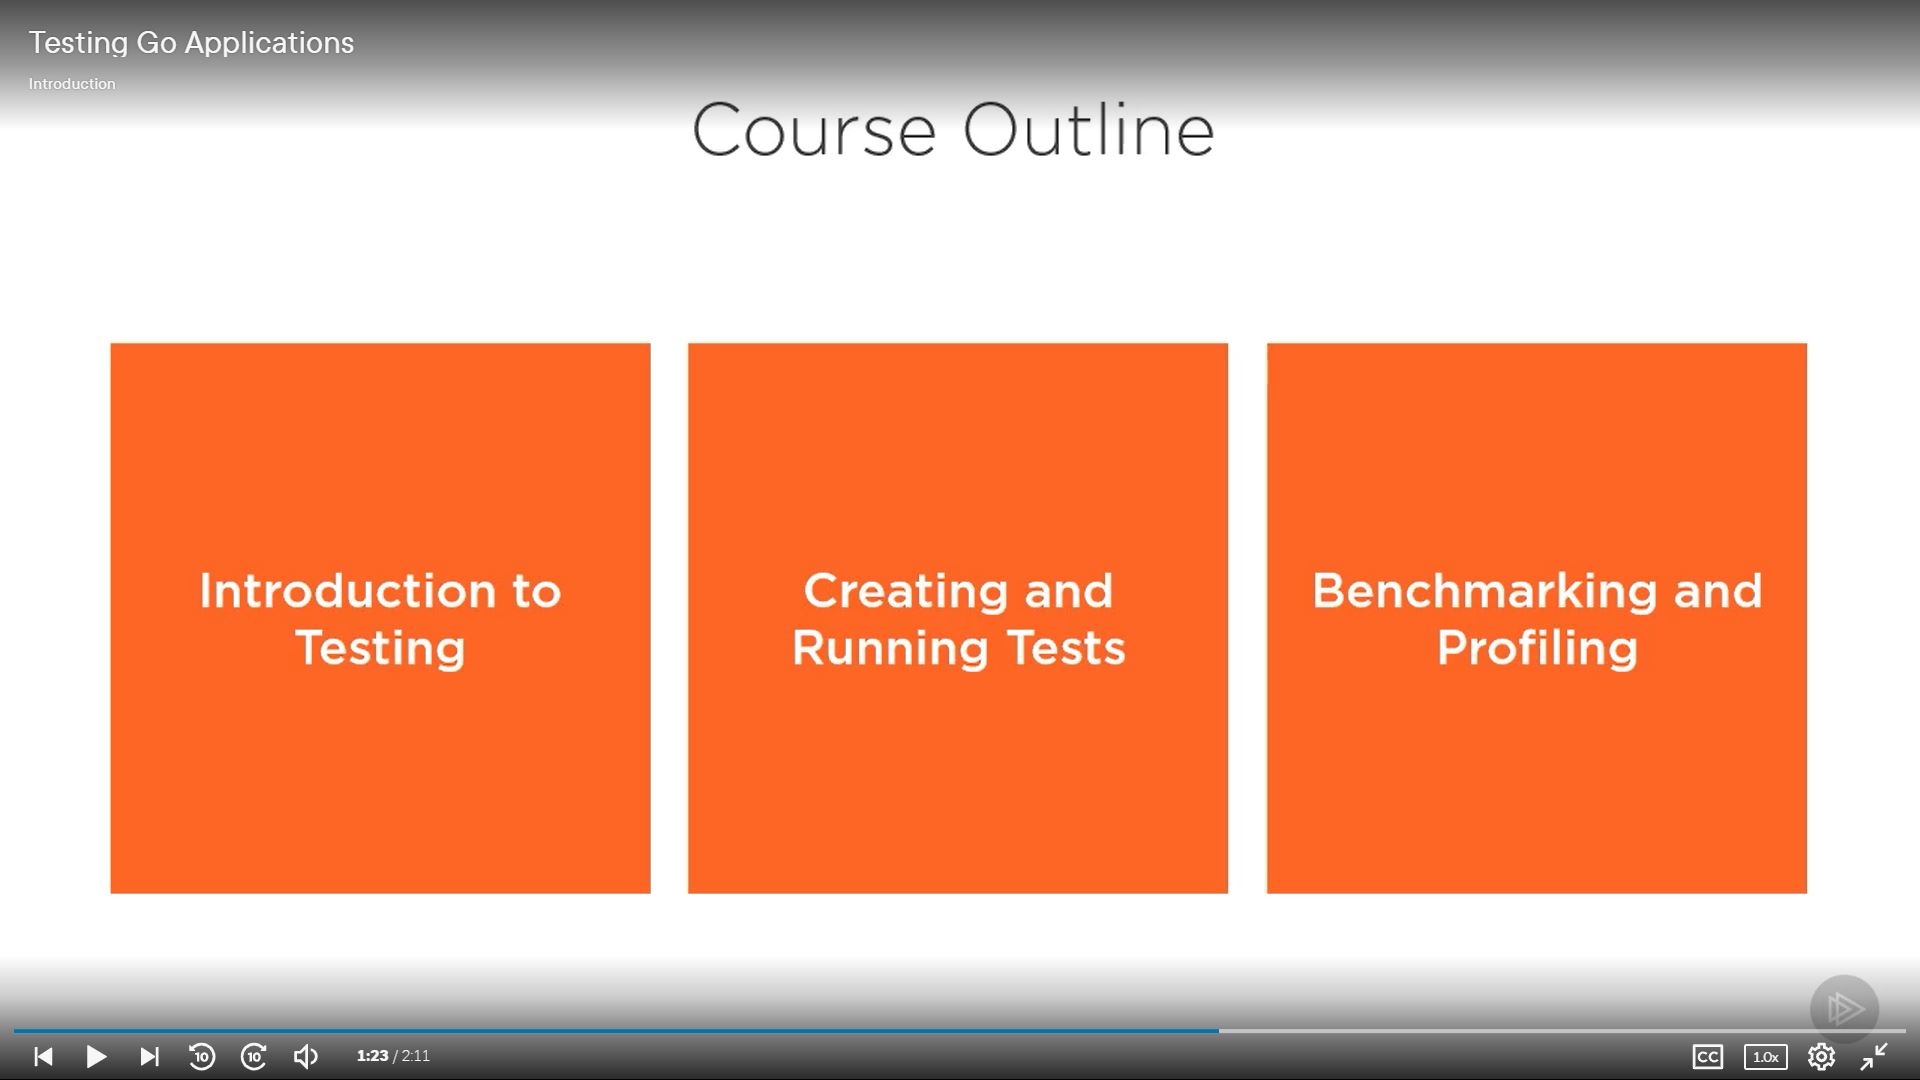 Testing Go Applications
Introduction
Course Outline
Introduction to
Testing
Creating and
Running Tests
Benchmarking and
Profiling
10
10
1:23 / 2:11
CC
1.0x